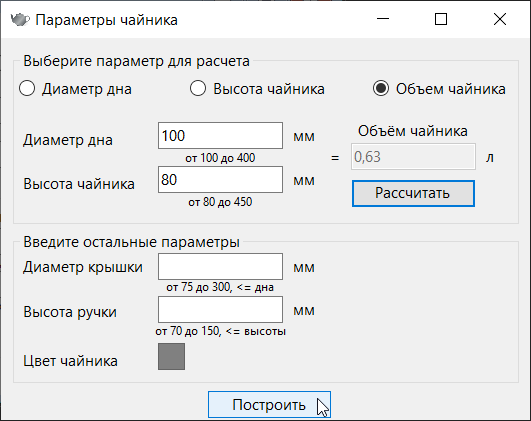 Параметры чайника
Выберите параметр для расчета
Диаметр дна Высота чайника Объем чайника
Диаметр дна 100 мм Объём чайника
от 100 до 400
= 0,63 л
Высота чайника 80 мм Рассчитать
от 80 до 450
Введите остальные параметры
Диаметр крышки мм
от 75 до 300, <= дна
Высота ручки мм
от 70 до 150, <= высоты
Цвет чайника
Построить